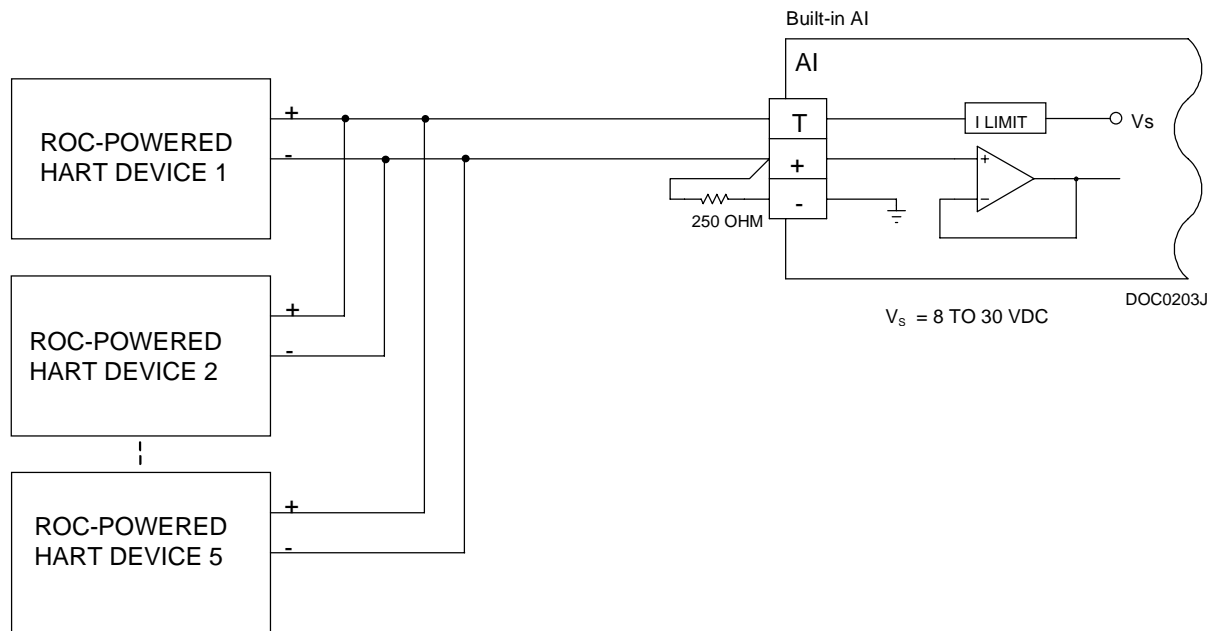 Built-in AI
AI
ROC-POWERED
HART DEVICE 1
+
-
T
+
-
I LIMIT
Vs
+
-
250 OHM
DOC0203J
VS = 8 TO 30 VDC
ROC-POWERED
HART DEVICE 2
+
-
ROC-POWERED
HART DEVICE 5
+
-